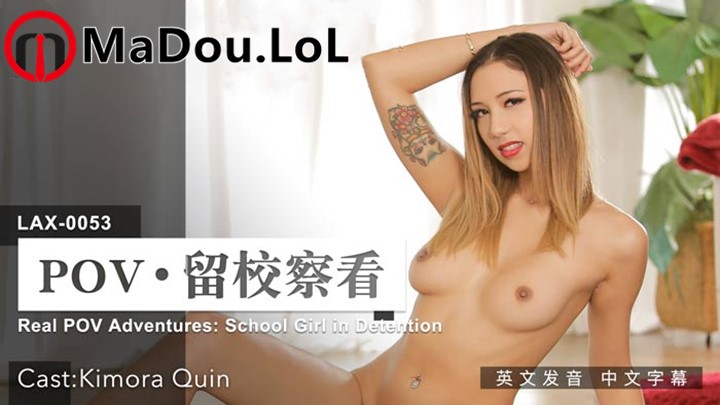 MaDou.LoL
LAX-0053
POV•留校察看
Real POV Adventures: School Girl in Detention
Cast:Kimora Quin
英文发音 中文字幕